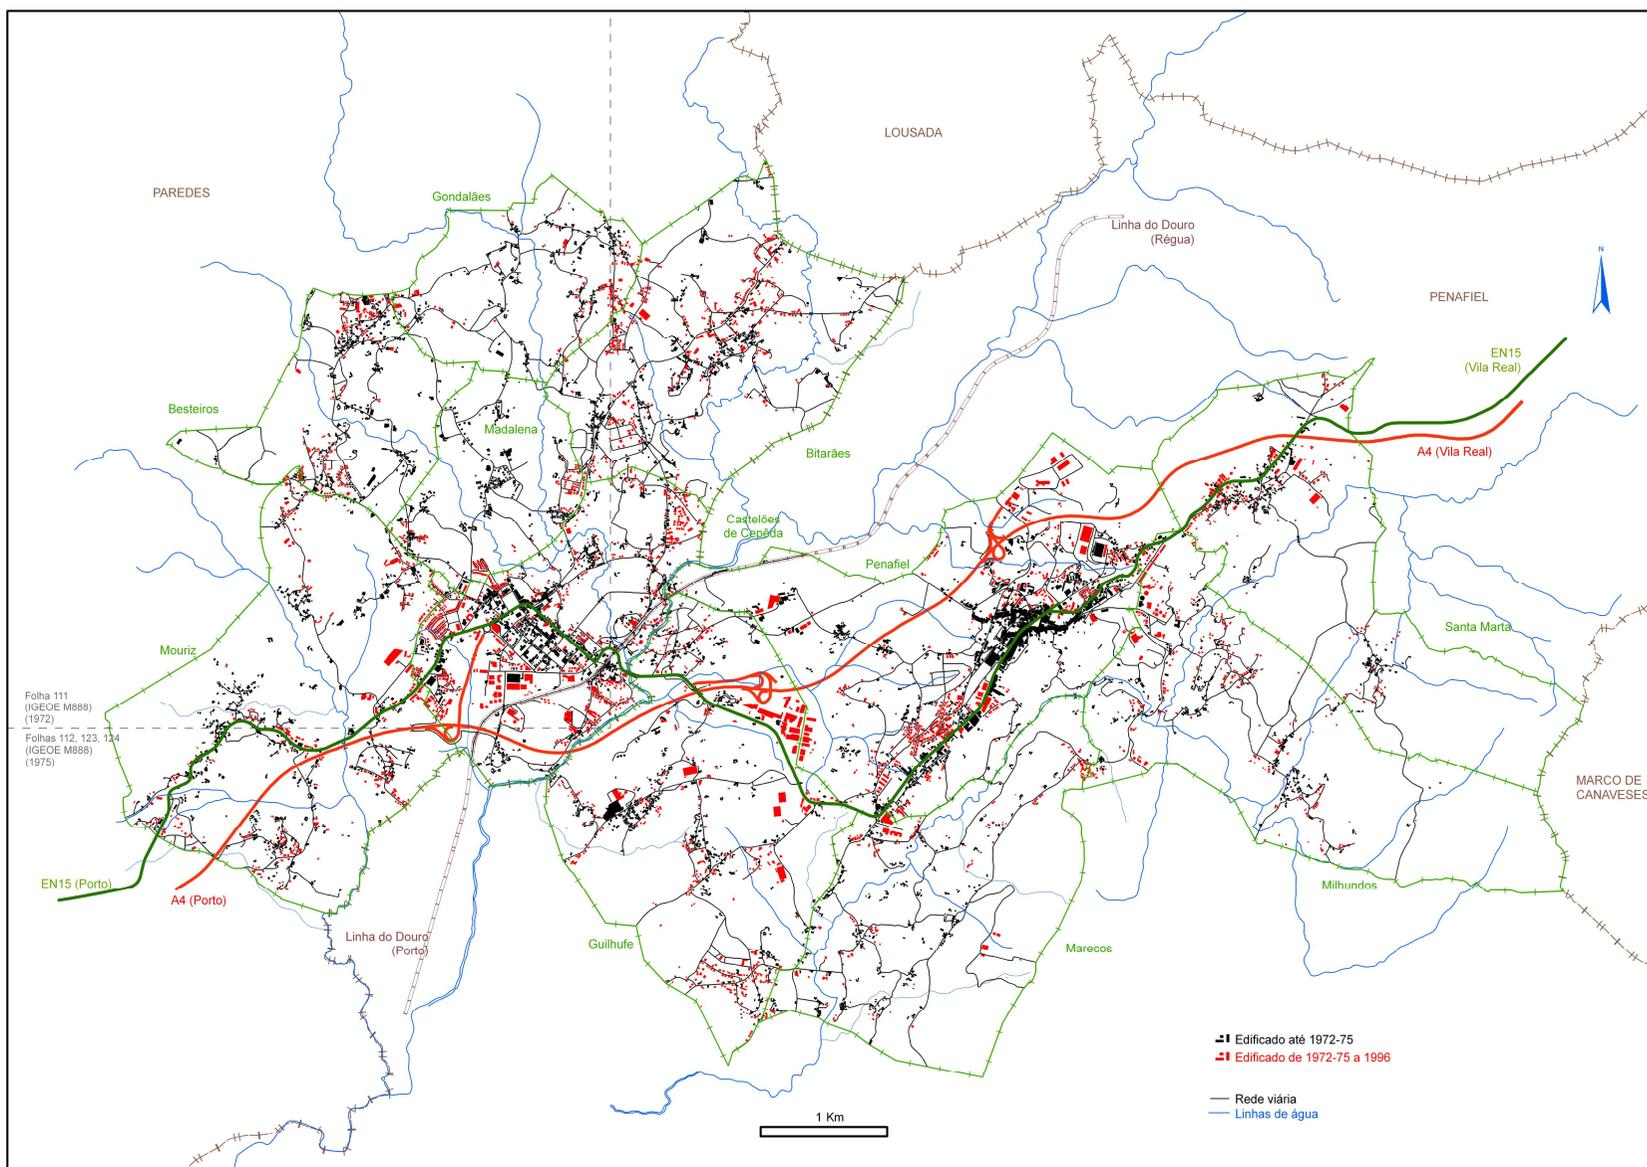 LOUSADA
PAREDES
Gondalães
Linha do Douro
(Régua)
N
PENAFIEL
EN15
(Vila Real)
Besteiros
Madalena
Bitarães
A4 (Vila Real)
Castelões
de Cepêda
Penafiel
Santa Marta
Mouriz
Folha 111
(IGEOE M888)
(1972)
Folhas 112, 123, 124
(IGEOE M888)
(1975)
MARCO DE
CANAVESES
EN15 (Porto)
A4 (Porto)
Milhundos
Linha do Douro
(Porto)
Guilhufe
Marecos
Edificado até 1972-75
Edificado de 1972-75 a 1996
Rede viária
Linhas de água
1 Km